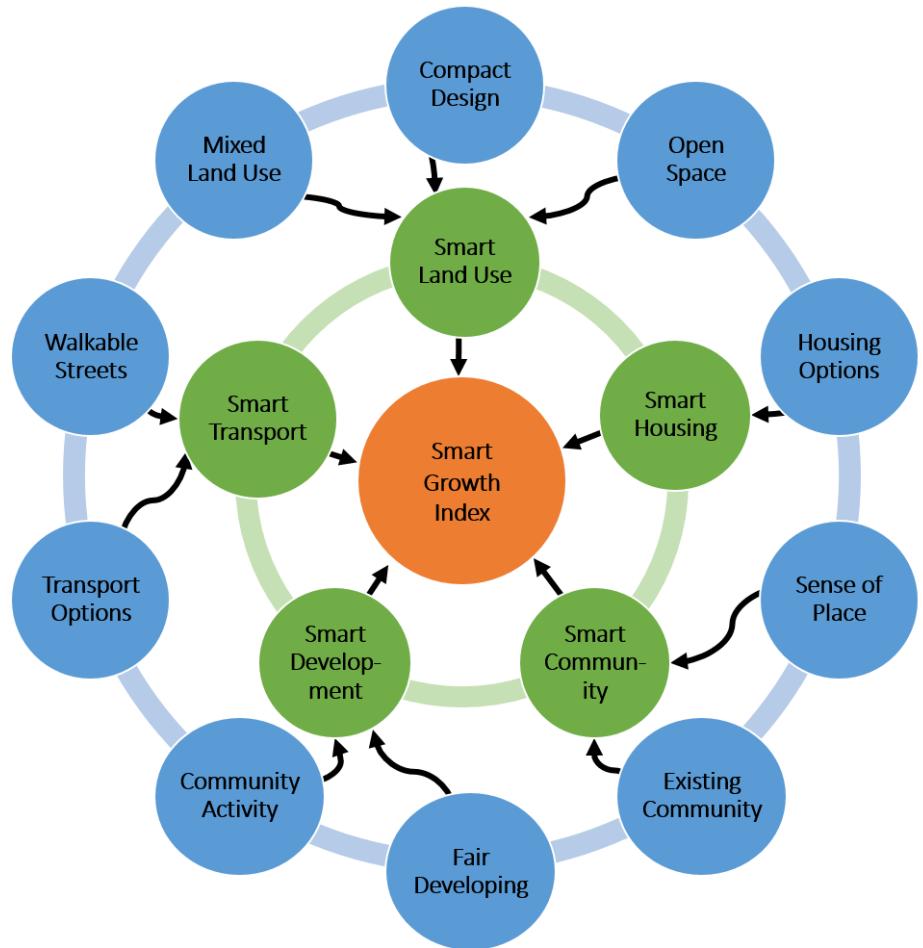 Compact
Design
Mixed
Land Use
Open
Space
Smart
Land Use
Walkable
Streets
Housing
Options
Smart
Transport
Smart
Housing
Smart
Growth
Index
Transport
Options
Sense of
Place
Smart
Develop-
ment
Smart
Commun-
ity
Community
Activity
Existing
Community
Fair
Developing